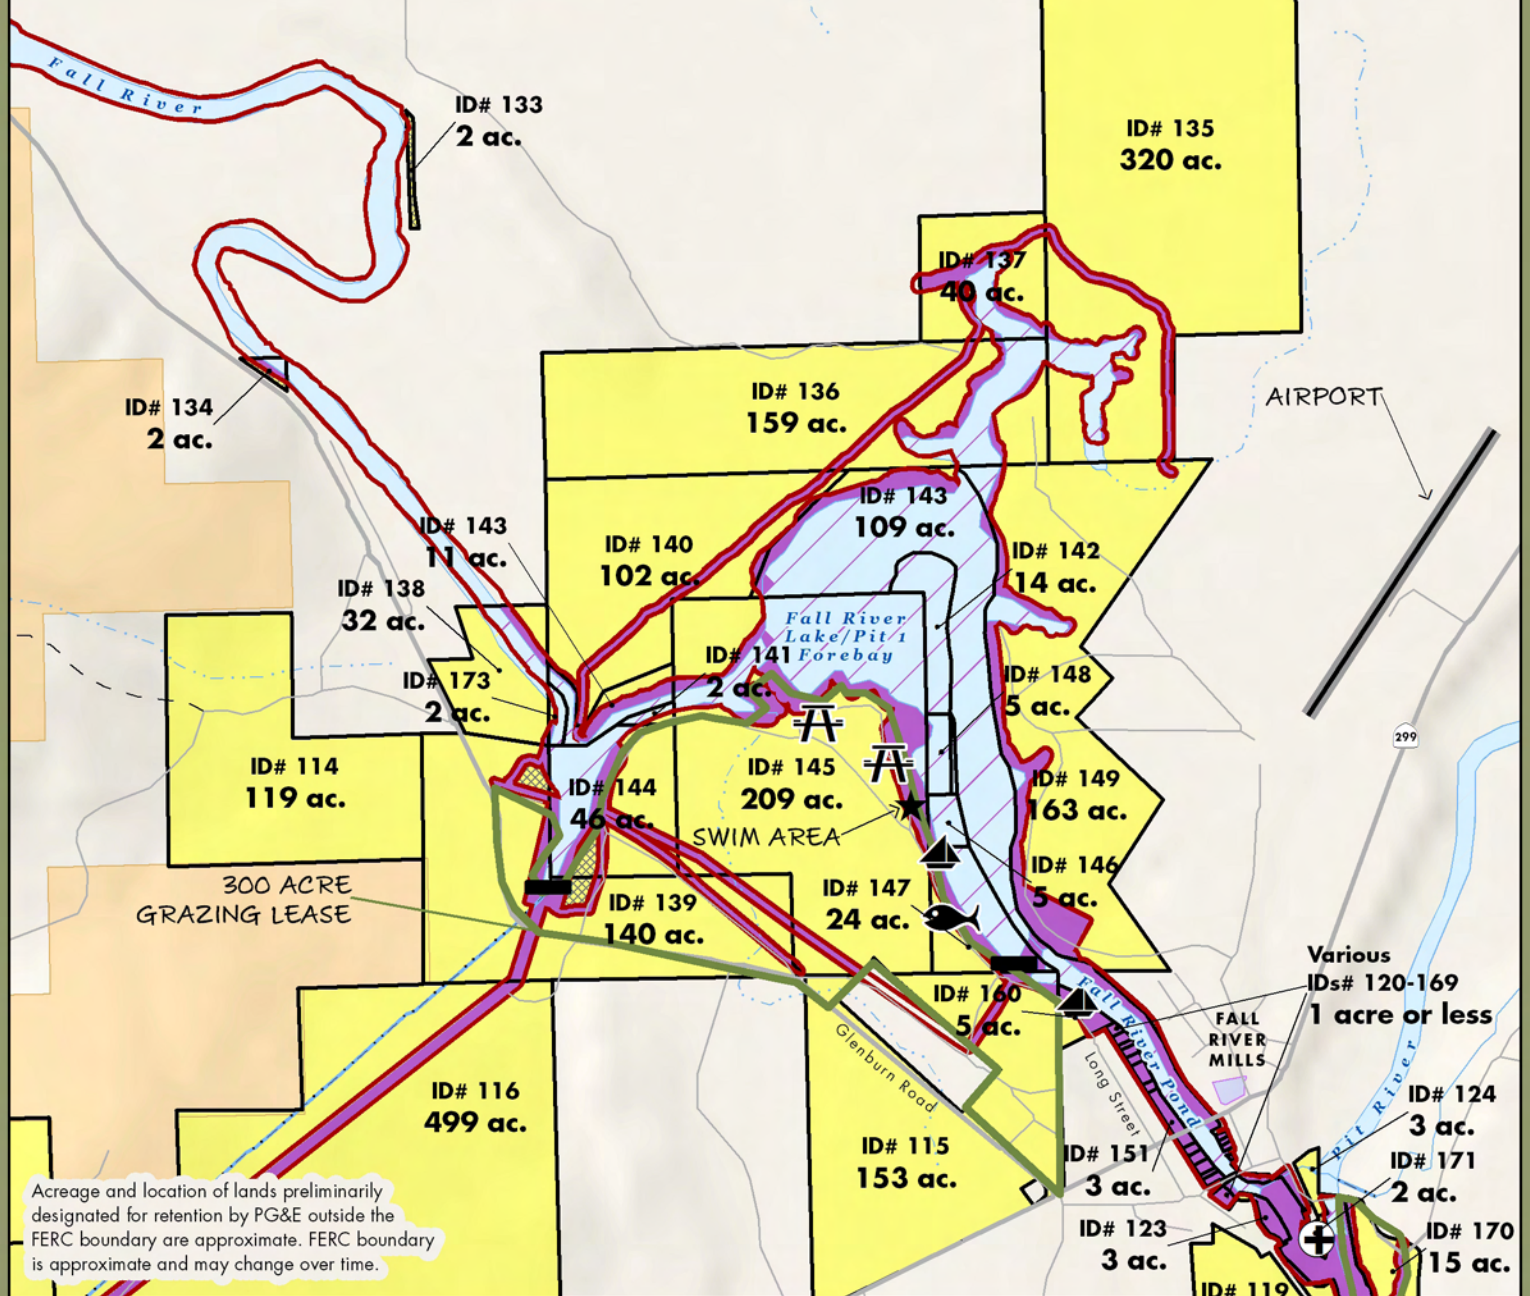 Fall River
ID# 133
2 ac.
ID# 135
320 ac.
ID# 137
40 ac.
ID# 134
2 ac.
ID# 136
159 ac.
AIRPORT
ID# 143
109 ac.
ID# 143
11 ac.
ID# 140
102 ac.
ID# 142
14 ac.
ID# 138
32 ac.
Fall River
Lake/Pit 1
Forebay
ID# 141
2 ac.
ID# 173
2 ac.
ID# 148
5 ac.
299
ID# 114
119 ac.
ID# 144
46 ac.
ID# 145
209 ac.
ID# 149
163 ac.
SWIM AREA
ID# 146
5 ac.
300 ACRE
GRAZING LEASE
ID# 139
140 ac.
ID# 147
24 ac.
Various
IDs# 120-169
1 acre or less
ID# 160
5 ac.
Fall River Pond
FALL
RIVER
MILLS
Glenburn Road
Long Street
Pit River
ID# 116
499 ac.
ID# 124
3 ac.
ID# 115
153 ac.
ID# 151
3 ac.
ID# 171
2 ac.
ID# 123
3 ac.
ID# 170
15 ac.
ID# 119
Acreage and location of lands preliminarily
designated for retention by PG&E outside the
FERC boundary are approximate. FERC boundary
is approximate and may change over time.